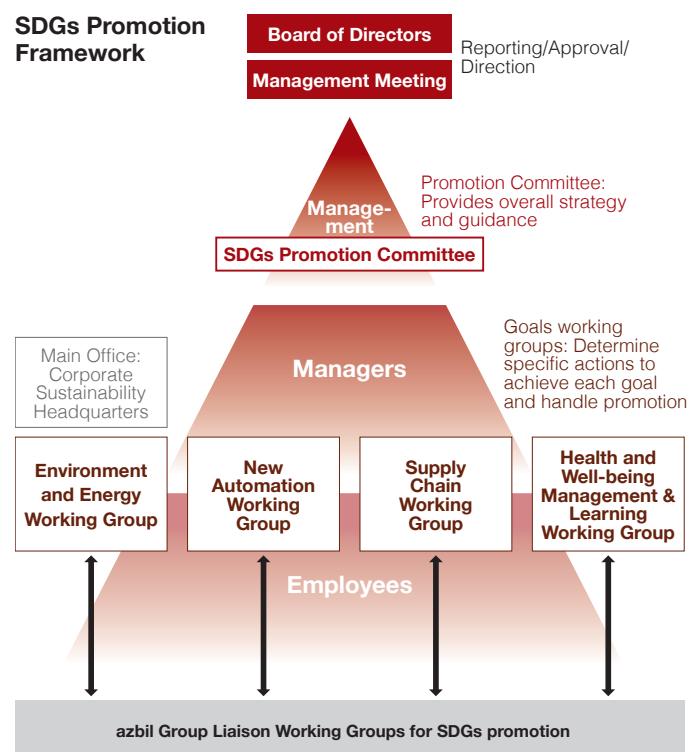 SDGs Promotion
Framework
Board of Directors
Management Meeting
Reporting/Approval/
Direction
Manage-
ment
Promotion Committee:
Provides overall strategy
and guidance
SDGs Promotion Committee
Main Office:
Corporate
Sustainability
Headquarters
Managers
Goals working
groups: Determine
specific actions to
achieve each goal
and handle promotion
Environment
and Energy
Working Group
New
Automation
Working
Group
Supply
Chain
Working
Group
Health and
Well-being
Management &
Learning
Working Group
Employees
azbil Group Liaison Working Groups for SDGs promotion